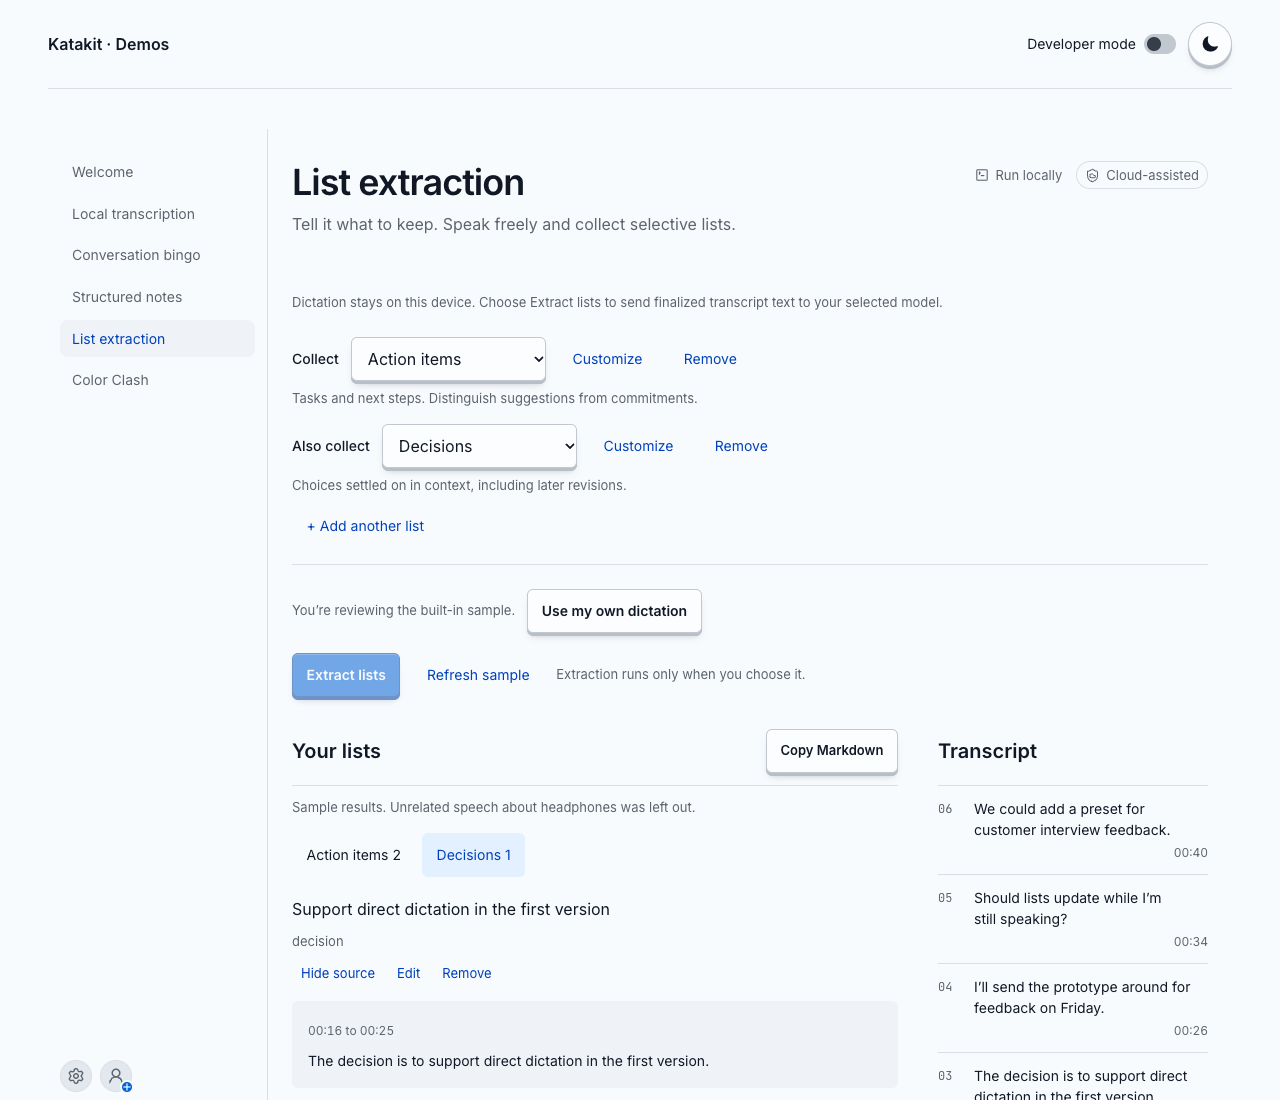 Katakit · Demos
Developer mode
Welcome
Local transcription
Conversation bingo
Structured notes
List extraction
Color Clash
List extraction
Run locally
Cloud-assisted
Tell it what to keep. Speak freely and collect selective lists.
Dictation stays on this device. Choose Extract lists to send finalized transcript text to your selected model.
Collect Action items Customize Remove
Tasks and next steps. Distinguish suggestions from commitments.
Also collect Decisions Customize Remove
Choices settled on in context, including later revisions.
+ Add another list
You’re reviewing the built-in sample. Use my own dictation
Extract lists Refresh sample Extraction runs only when you choose it.
Your lists
Copy Markdown
Sample results. Unrelated speech about headphones was left out.
Action items 2 Decisions 1
Support direct dictation in the first version
decision
Hide source Edit Remove
00:16 to 00:25
The decision is to support direct dictation in the first version.
Transcript
06 We could add a preset for
customer interview feedback.
00:40
05 Should lists update while I’m
still speaking?
00:34
04 I’ll send the prototype around for
feedback on Friday.
00:26
03 The decision is to support direct
dictation in the first version.